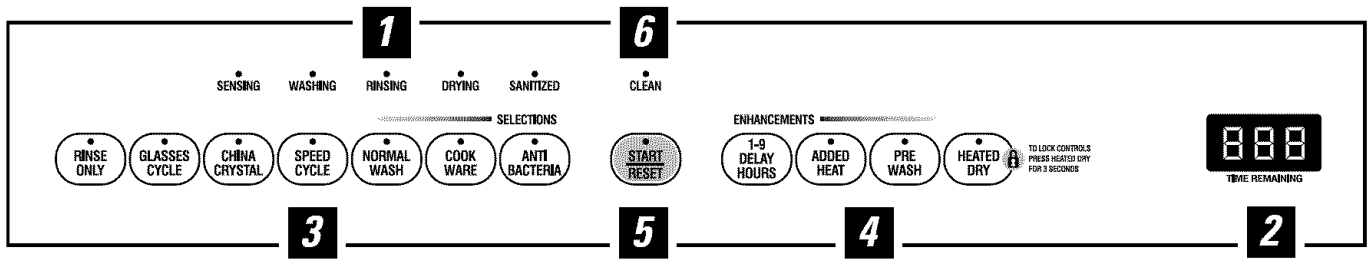 1
6
SENSING WASHING RINSING DRYING SANITIZED CLEAN
SELECTIONS
ENHANCEMENTS
RINSE ONLY
GLASSES CYCLE
CHINA CRYSTAL
SPEED CYCLE
NORMAL WASH
COOK WARE
ANTI BACTERIA
START
RESET
1-9 DELAY HOURS
ADDED HEAT
PRE WASH
HEATED DRY
TO LOCK CONTROLS
PRESS HEATED DRY
FOR 3 SECONDS
888
TIME REMAINING
3
5
4
2